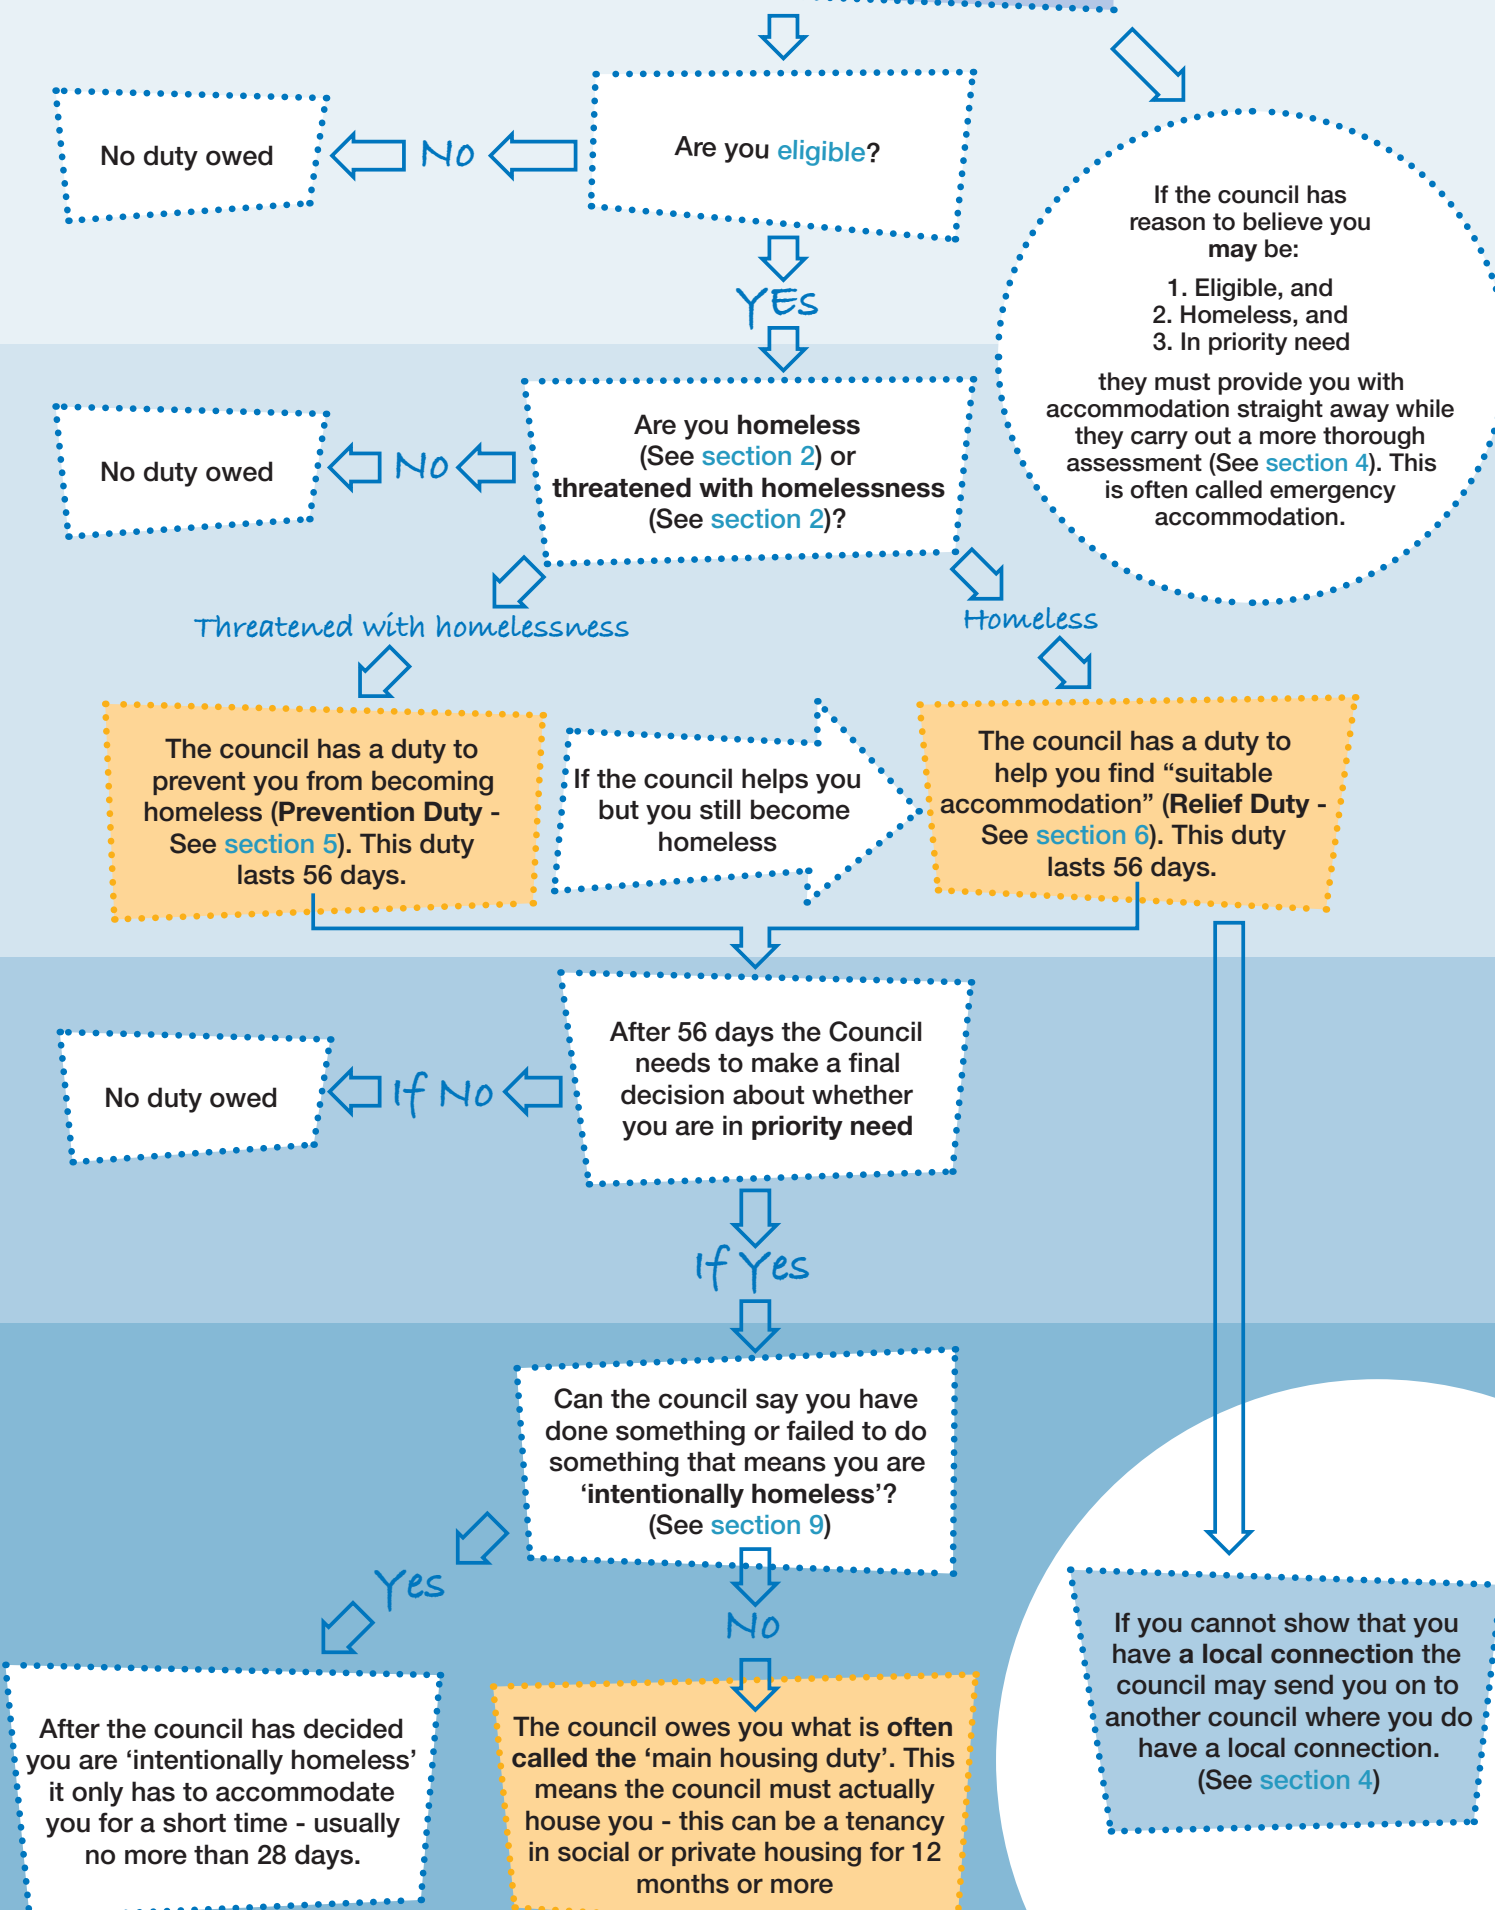 Are you eligible?
No
No duty owed
If the council has
reason to believe you
may be:
1. Eligible, and
2. Homeless, and
3. In priority need
they must provide you with
accommodation straight away while
they carry out a more thorough
assessment (See section 4). This
is often called emergency
accommodation.
YES
Are you homeless
(See section 2) or
threatened with homelessness
(See section 2)?
No
No duty owed
Threatened with homelessness
Homeless
The council has a duty to
prevent you from becoming
homeless (Prevention Duty -
See section 5). This duty
lasts 56 days.
If the council helps you
but you still become
homeless
The council has a duty to
help you find “suitable
accommodation” (Relief Duty -
See section 6). This duty
lasts 56 days.
After 56 days the Council
needs to make a final
decision about whether
you are in priority need
If No
No duty owed
If Yes
Can the council say you have
done something or failed to do
something that means you are
‘intentionally homeless’?
(See section 9)
Yes
No
After the council has decided
you are ‘intentionally homeless’
it only has to accommodate
you for a short time - usually
no more than 28 days.
The council owes you what is often
called the ‘main housing duty’. This
means the council must actually
house you - this can be a tenancy
in social or private housing for 12
months or more
If you cannot show that you
have a local connection the
council may send you on to
another council where you do
have a local connection.
(See section 4)